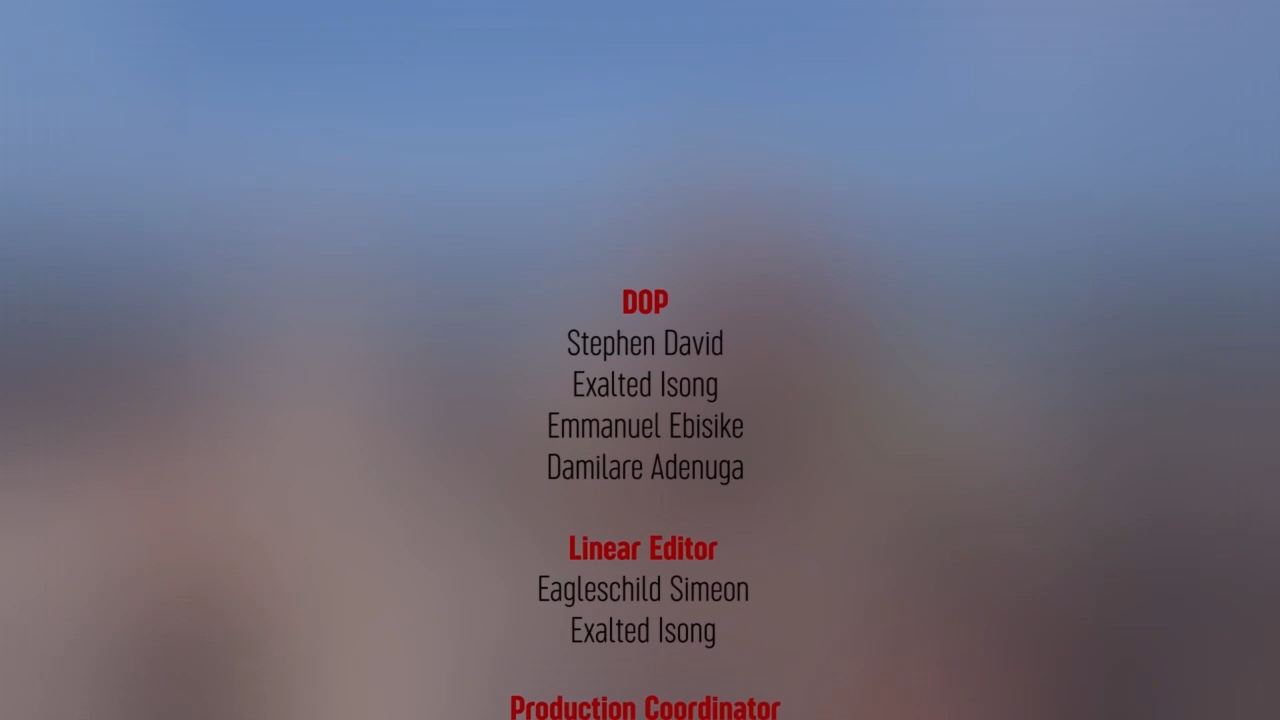 DOP
Stephen David
Exalted Isong
Emmanuel Ebisike
Damilare Adenuga
Linear Editor
Eagleschild Simeon
Exalted Isong
Production Coordinator